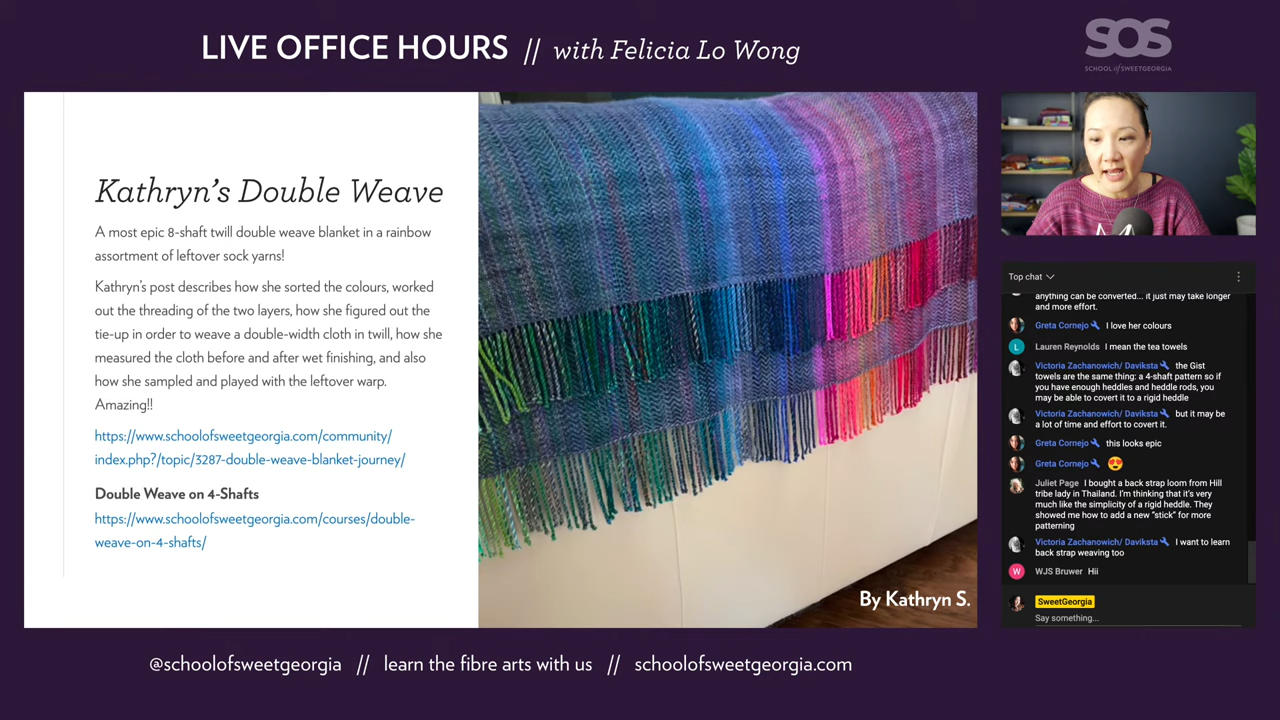 LIVE OFFICE HOURS // with Felicia Lo Wong
SOS
SCHOOL of SWEETGEORGIA
Kathryn's Double Weave
A most epic 8-shaft twill double weave blanket in a rainbow
assortment of leftover sock yarns!
Kathryn's post describes how she sorted the colours, worked
out the threading of the two layers, how she figured out the
tie-up in order to weave a double-width cloth in twill, how she
measured the cloth before and after wet finishing, and also
how she sampled and played with the leftover warp.
Amazing!!
https://www.schoolofsweetgeorgia.com/community/
index.php?/topic/3287-double-weave-blanket-journey/
Double Weave on 4-Shafts
https://www.schoolofsweetgeorgia.com/courses/double-
weave-on-4-shafts/
By Kathryn S.
Top chat
anything can be converted... it just may take longer
and more effort.
Greta Cornejo I love her colours
L Lauren Reynolds I mean the tea towels
Victoria Zachanowich/ Daviksta the Gist
towels are the same thing: a 4-shaft pattern so if
you have enough heddles and heddle rods, you
may be able to covert it to a rigid heddle
Victoria Zachanowich/ Daviksta but it may be
a lot of time and effort to covert it.
Greta Cornejo this looks epic
Greta Cornejo 😍
Juliet Page I bought a back strap loom from Hill
tribe lady in Thailand. I'm thinking that it's very
much like the simplicity of a rigid heddle. They
showed me how to add a new "stick" for more
patterning
Victoria Zachanowich/ Daviksta I want to learn
back strap weaving too
W WJS Bruwer Hii
SweetGeorgia
Say something...
@schoolofsweetgeorgia // learn the fibre arts with us // schoolofsweetgeorgia.com